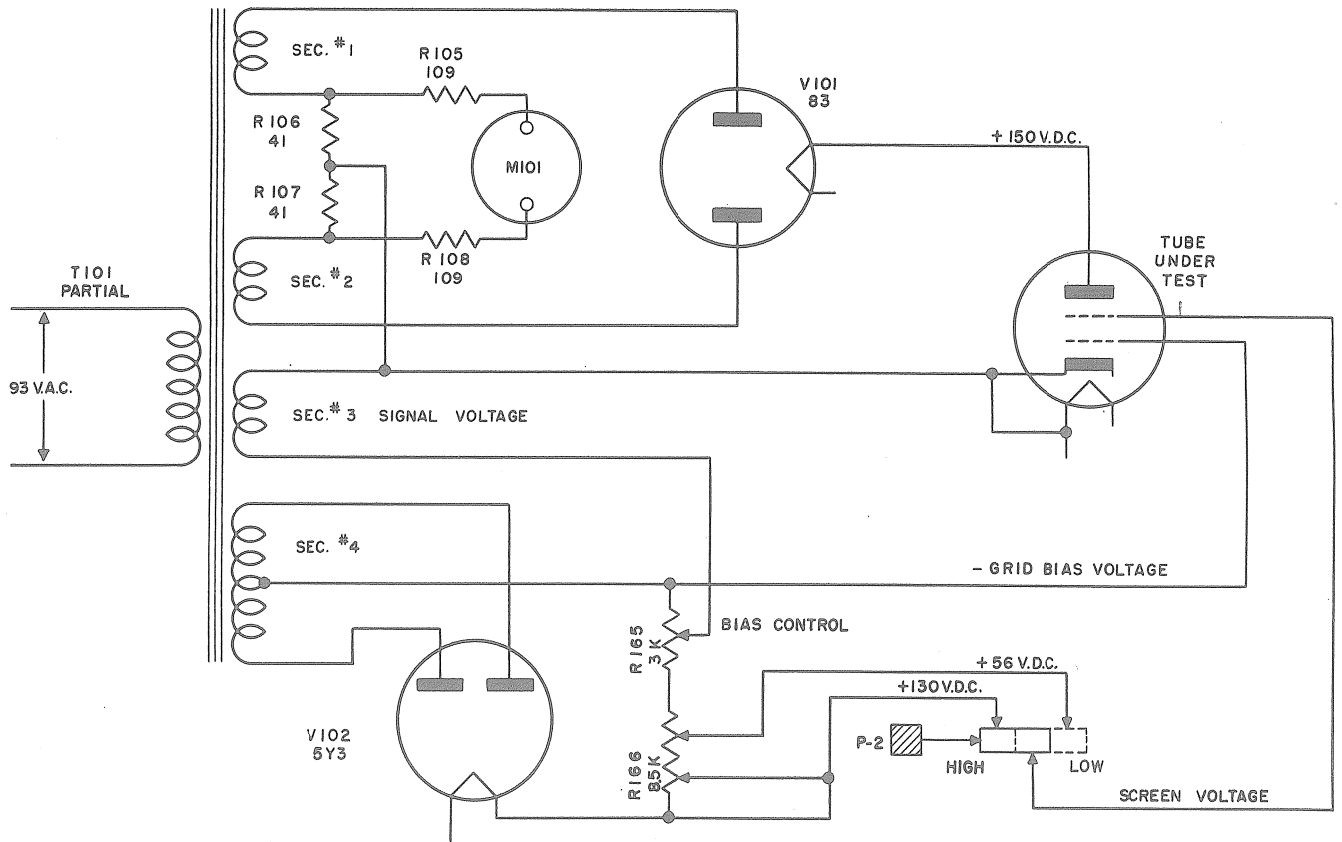 SEC. #1
R105
109
V101
83
R106
41
M101
+150 V.D.C.
R107
41
R 108
109
TUBE
UNDER
TEST
T101
PARTIAL
SEC. #2
93 V.A.C.
SEC.#3 SIGNAL VOLTAGE
SEC. #4
- GRID BIAS VOLTAGE
BIAS CONTROL
R165
3K
+56 V.D.C.
+130V.D.C.
V102
5Y3
R166
8.5K
P-2
HIGH
LOW
SCREEN VOLTAGE